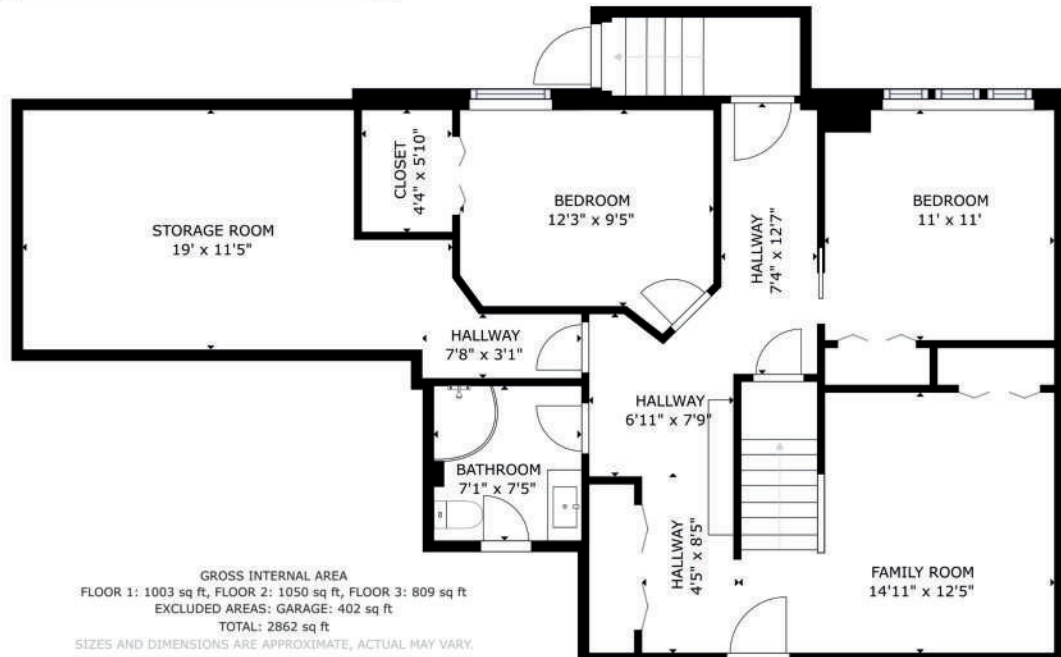 STORAGE ROOM
19' x 11'5"
CLOSET
4'4" x 5'10"
BEDROOM
12'3" x 9'5"
HALLWAY
7'4" x 12'7"
BEDROOM
11' x 11'
HALLWAY
7'8" x 3'1"
HALLWAY
6'11" x 7'9"
BATHROOM
7'1" x 7'5"
HALLWAY
4'5" x 8'5"
FAMILY ROOM
14'11" x 12'5"
GROSS INTERNAL AREA
FLOOR 1: 1003 sq ft, FLOOR 2: 1050 sq ft, FLOOR 3: 809 sq ft
EXCLUDED AREAS: GARAGE: 402 sq ft
TOTAL: 2862 sq ft
SIZES AND DIMENSIONS ARE APPROXIMATE, ACTUAL MAY VARY.